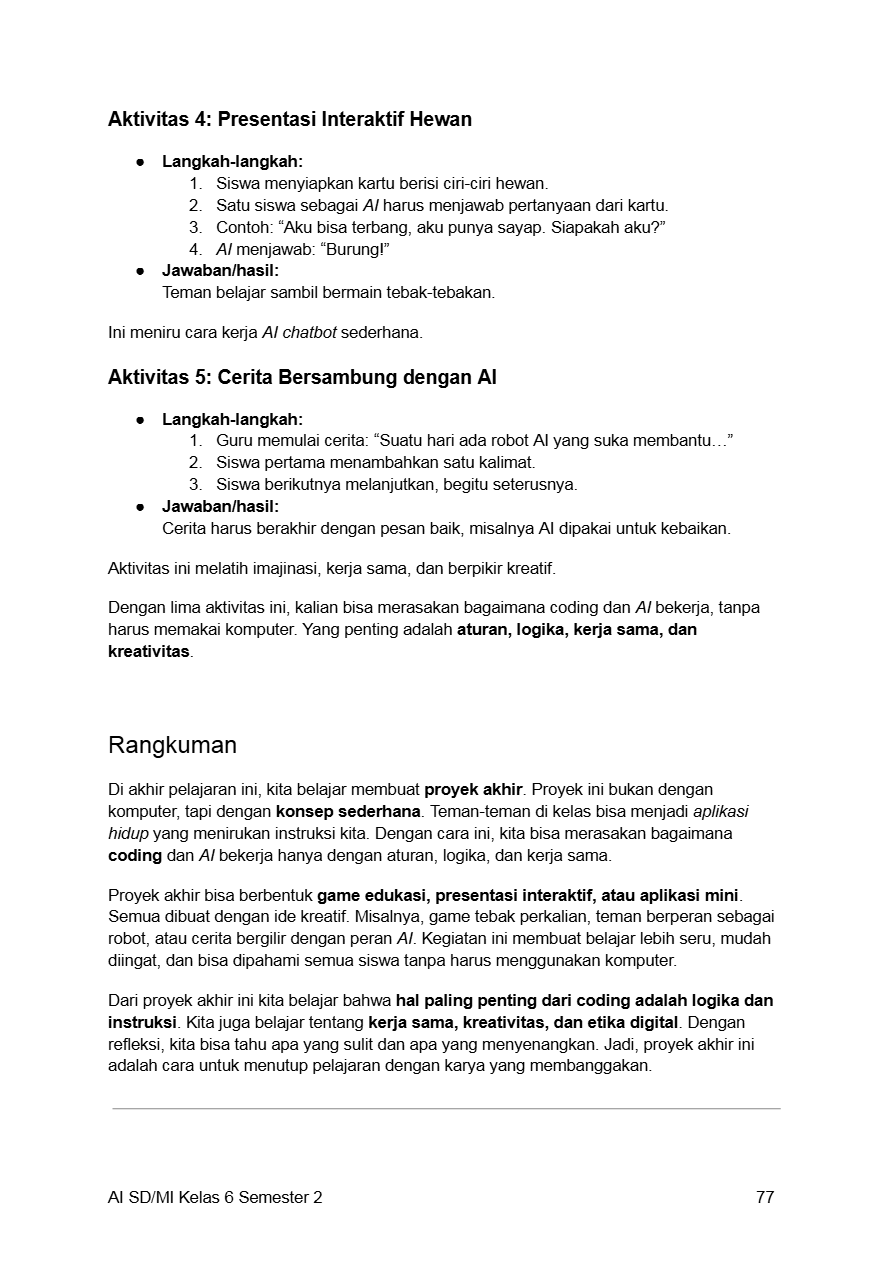 Aktivitas 4: Presentasi Interaktif Hewan
● Langkah-langkah:
1. Siswa menyiapkan kartu berisi ciri-ciri hewan.
2. Satu siswa sebagai AI harus menjawab pertanyaan dari kartu.
3. Contoh: “Aku bisa terbang, aku punya sayap. Siapakah aku?”
4. AI menjawab: “Burung!”
● Jawaban/hasil:
Teman belajar sambil bermain tebak-tebakan.
Ini meniru cara kerja AI chatbot sederhana.
Aktivitas 5: Cerita Bersambung dengan AI
● Langkah-langkah:
1. Guru memulai cerita: “Suatu hari ada robot AI yang suka membantu…”
2. Siswa pertama menambahkan satu kalimat.
3. Siswa berikutnya melanjutkan, begitu seterusnya.
● Jawaban/hasil:
Cerita harus berakhir dengan pesan baik, misalnya AI dipakai untuk kebaikan.
Aktivitas ini melatih imajinasi, kerja sama, dan berpikir kreatif.
Dengan lima aktivitas ini, kalian bisa merasakan bagaimana coding dan AI bekerja, tanpa
harus memakai komputer. Yang penting adalah aturan, logika, kerja sama, dan
kreativitas.
Rangkuman
Di akhir pelajaran ini, kita belajar membuat proyek akhir. Proyek ini bukan dengan
komputer, tapi dengan konsep sederhana. Teman-teman di kelas bisa menjadi aplikasi
hidup yang menirukan instruksi kita. Dengan cara ini, kita bisa merasakan bagaimana
coding dan AI bekerja hanya dengan aturan, logika, dan kerja sama.
Proyek akhir bisa berbentuk game edukasi, presentasi interaktif, atau aplikasi mini.
Semua dibuat dengan ide kreatif. Misalnya, game tebak perkalian, teman berperan sebagai
robot, atau cerita bergilir dengan peran AI. Kegiatan ini membuat belajar lebih seru, mudah
diingat, dan bisa dipahami semua siswa tanpa harus menggunakan komputer.
Dari proyek akhir ini kita belajar bahwa hal paling penting dari coding adalah logika dan
instruksi. Kita juga belajar tentang kerja sama, kreativitas, dan etika digital. Dengan
refleksi, kita bisa tahu apa yang sulit dan apa yang menyenangkan. Jadi, proyek akhir ini
adalah cara untuk menutup pelajaran dengan karya yang membanggakan.
AI SD/MI Kelas 6 Semester 2 77